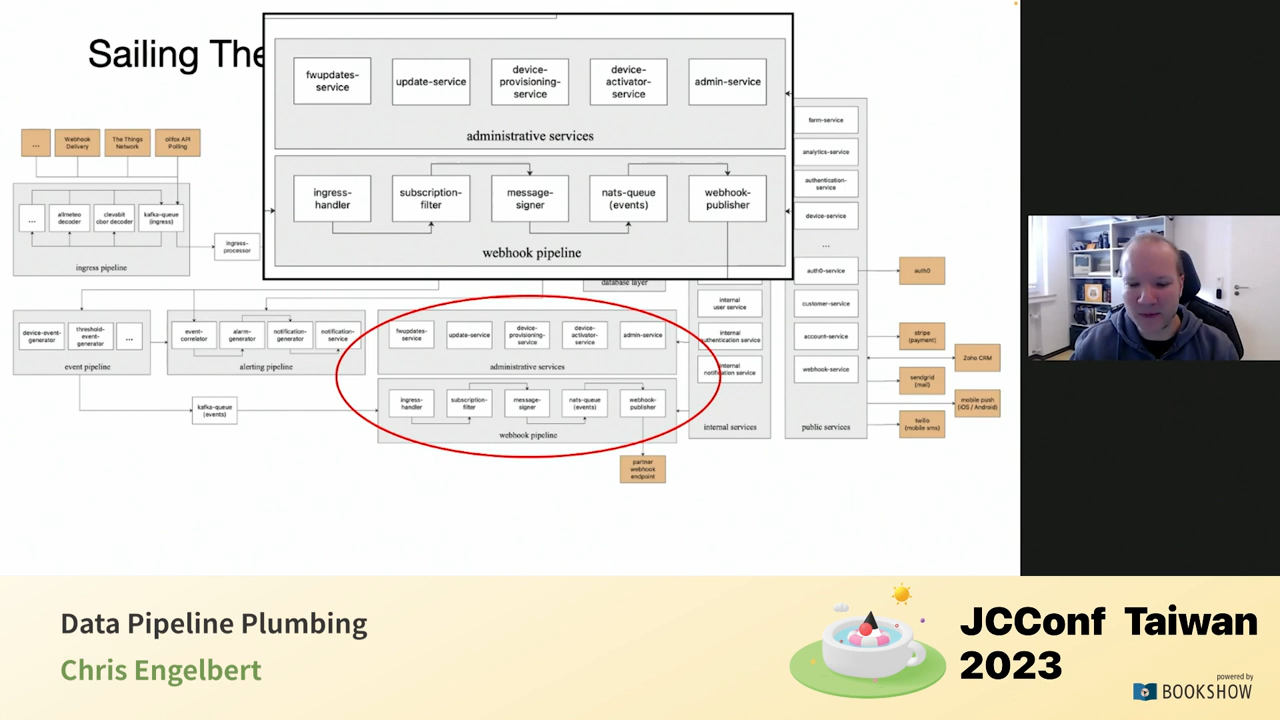 Sailing The
fwupdates-
service
update-service
device-
provisioning-
service
device-
activator-
service
admin-service
administrative services
ingress-
handler
subscription-
filter
message-
signer
nats-queue
(events)
webhook-
publisher
webhook pipeline
...
Webhook
Delivery
The Things
Network
...
allmeteo
decoder
clevabit
cbor decoder
kafka-queue
(ingress)
ingress pipeline
ingress-
processor
database layer
device-event-
generator
threshold-
event-
generator
...
event pipeline
event-
correlator
alarm-
generator
notification-
generator
notification-
service
alerting pipeline
kafka-queue
(events)
fwupdates-
service
update-service
device-
provisioning-
service
device-
activator-
service
admin-service
administrative services
ingress-
handler
subscription-
filter
message-
signer
nats-queue
(events)
webhook-
publisher
webhook pipeline
partner
webhook
endpoint
internal
user service
internal
authentication service
internal
notification service
internal services
farm-service
analytics-service
authentication-
service
device-service
...
auth0-service
customer-service
account-service
webhook-service
public services
auth0
stripe
(payment)
Zoho CRM
sendgrid
(mail)
mobile push
(iOS / Android)
twilio
(mobile sms)
Data Pipeline Plumbing
Chris Engelbert
JCConf Taiwan
2023
powered by
BOOKSHOW